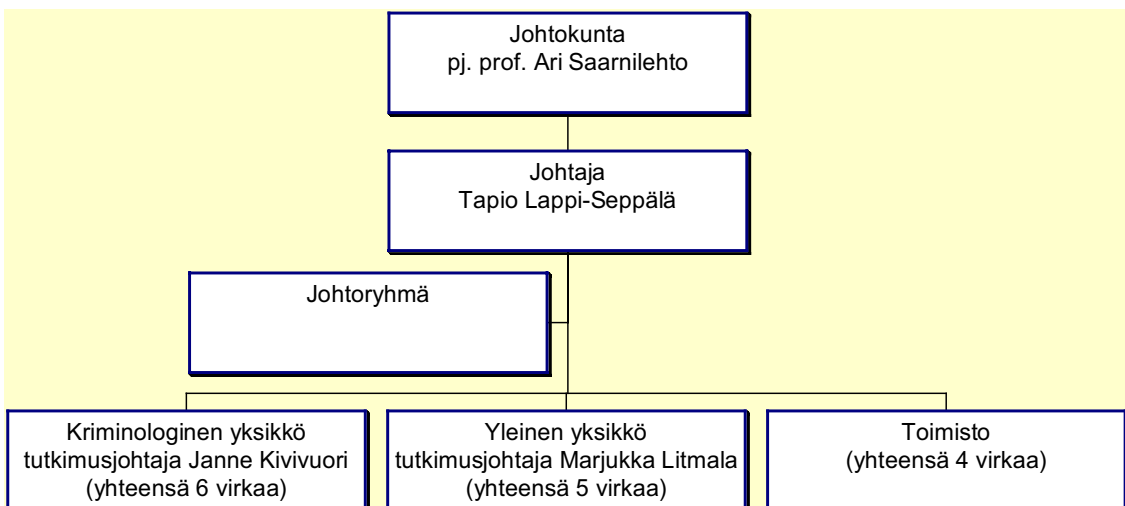 Johtokunta
pj. prof. Ari Saarnilehto
Johtaja
Tapio Lappi-Seppälä
Johtoryhmä
Kriminologinen yksikkö
tutkimusjohtaja Janne Kivivuori
(yhteensä 6 virkaa)
Yleinen yksikkö
tutkimusjohtaja Marjukka Litmala
(yhteensä 5 virkaa)
Toimisto
(yhteensä 4 virkaa)